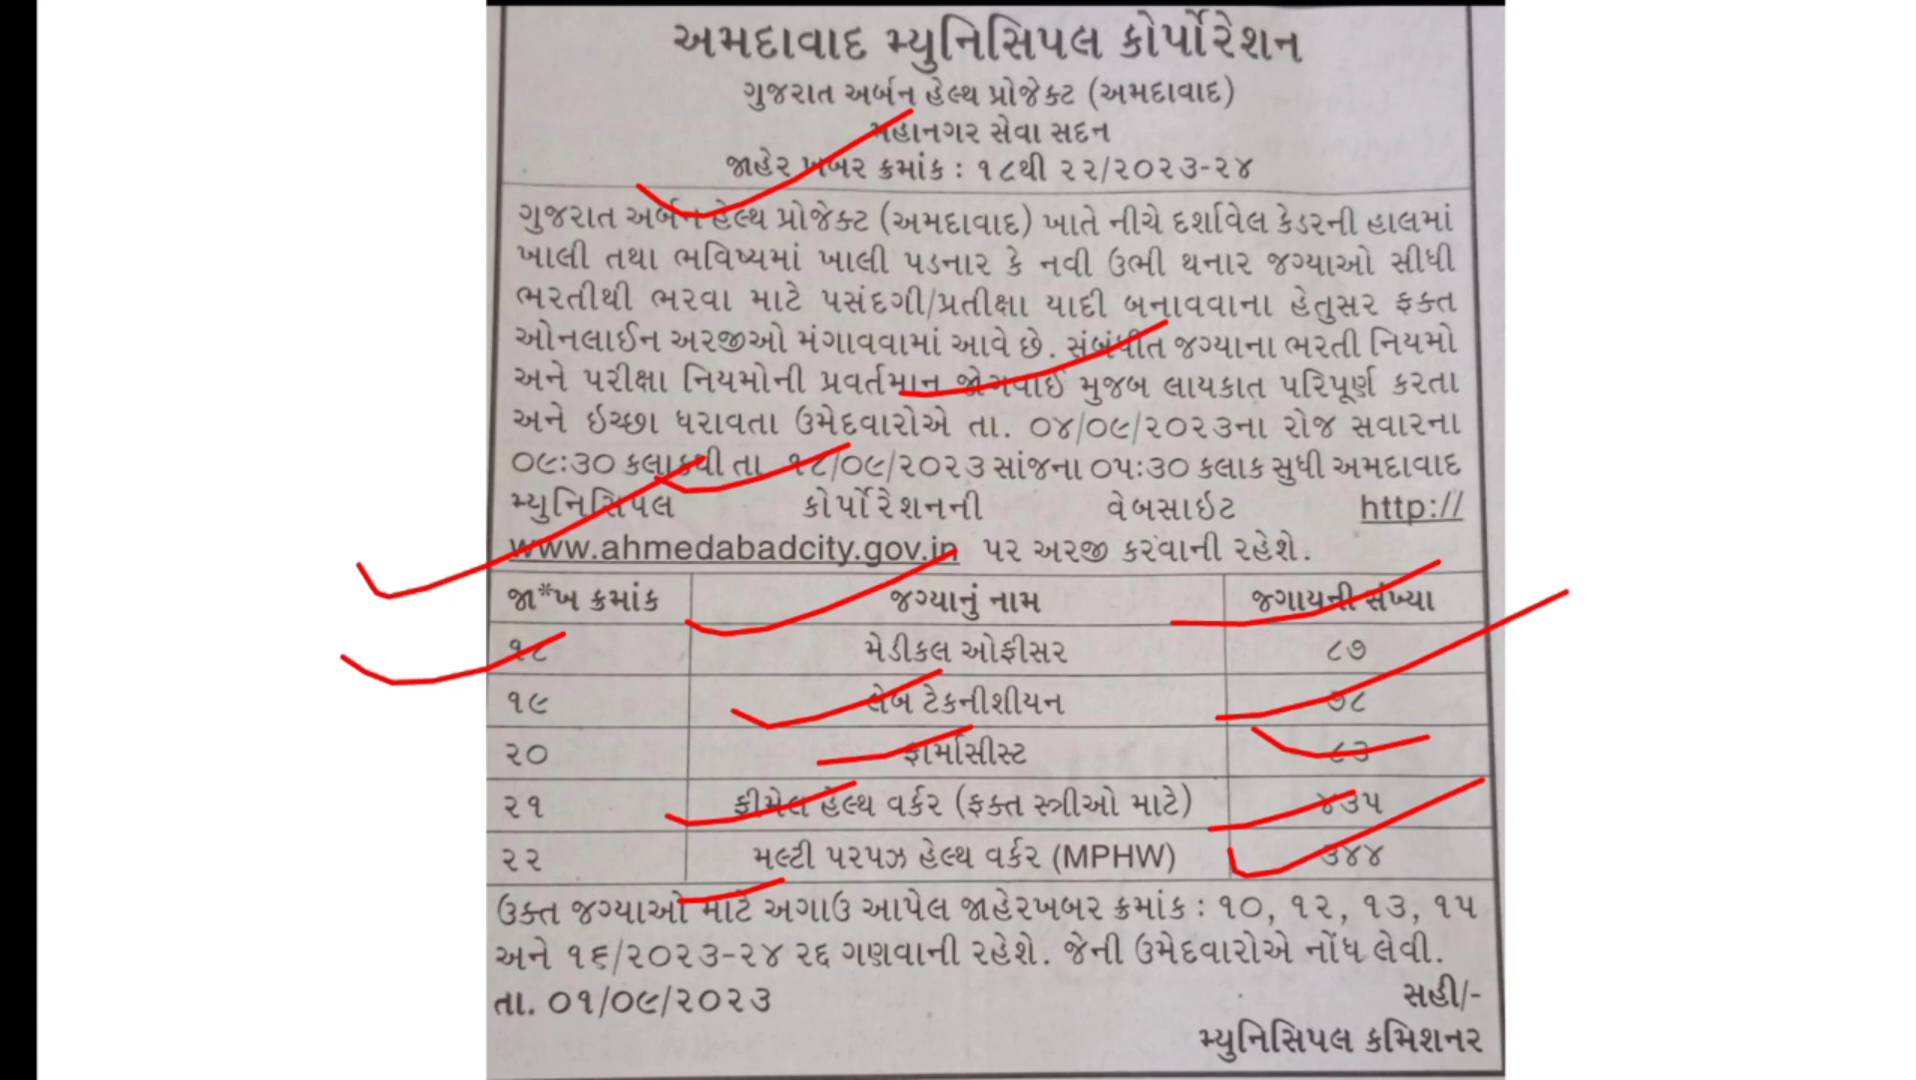 અમદાવાદ મ્યુનિસિપલ કોર્પોરેશન
ગુજરાત અર્બન હેલ્થ પ્રોજેક્ટ (અમદાવાદ)
મહાનગર સેવા સદન
જાહેર ખબર ક્રમાંક : ૧૮થી ૨૨/૨૦૨૩-૨૪
ગુજરાત અર્બન હેલ્થ પ્રોજેક્ટ (અમદાવાદ) ખાતે નીચે દર્શાવેલ કેડરની હાલમાં
ખાલી તથા ભવિષ્યમાં ખાલી પડનાર કે નવી ઉભી થનાર જગ્યાઓ સીધી
ભરતીથી ભરવા માટે પસંદગી/પ્રતીક્ષા યાદી બનાવવાના હેતુસર ફક્ત
ઓનલાઈન અરજીઓ મંગાવવામાં આવે છે. સંબંધીત જગ્યાના ભરતી નિયમો
અને પરીક્ષા નિયમોની પ્રવર્તમાન જોગવાઈ મુજબ લાયકાત પરિપૂર્ણ કરતા
અને ઇચ્છા ધરાવતા ઉમેદવારોએ તા. ૦૪/૦૯/૨૦૨૩ના રોજ સવારના
૦૯:૩૦ કલાકથી તા. ૧૮/૦૯/૨૦૨૩ સાંજના ૦૫:૩૦ કલાક સુધી અમદાવાદ
મ્યુનિસિપલ કોર્પોરેશનની વેબસાઇટ http://
www.ahmedabadcity.gov.in પર અરજી કરવાની રહેશે.
જા*ખ ક્રમાંક જગ્યાનું નામ જગાયની સંખ્યા
૧૮ મેડીકલ ઓફીસર ૮૭
૧૯ લેબ ટેકનીશીયન ૭૮
૨૦ ફાર્માસીસ્ટ ૮૩
૨૧ ફીમેલ હેલ્થ વર્કર (ફક્ત સ્ત્રીઓ માટે) ૪૩૫
૨૨ મલ્ટી પરપઝ હેલ્થ વર્કર (MPHW) ૩૪૪
ઉક્ત જગ્યાઓ માટે અગાઉ આપેલ જાહેરખબર ક્રમાંક : ૧૦, ૧૨, ૧૩, ૧૫
અને ૧૬/૨૦૨૩-૨૪ રદ્દ ગણવાની રહેશે. જેની ઉમેદવારોએ નોંધ લેવી.
તા. ૦૧/૦૯/૨૦૨૩ સહી/-
મ્યુનિસિપલ કમિશનર